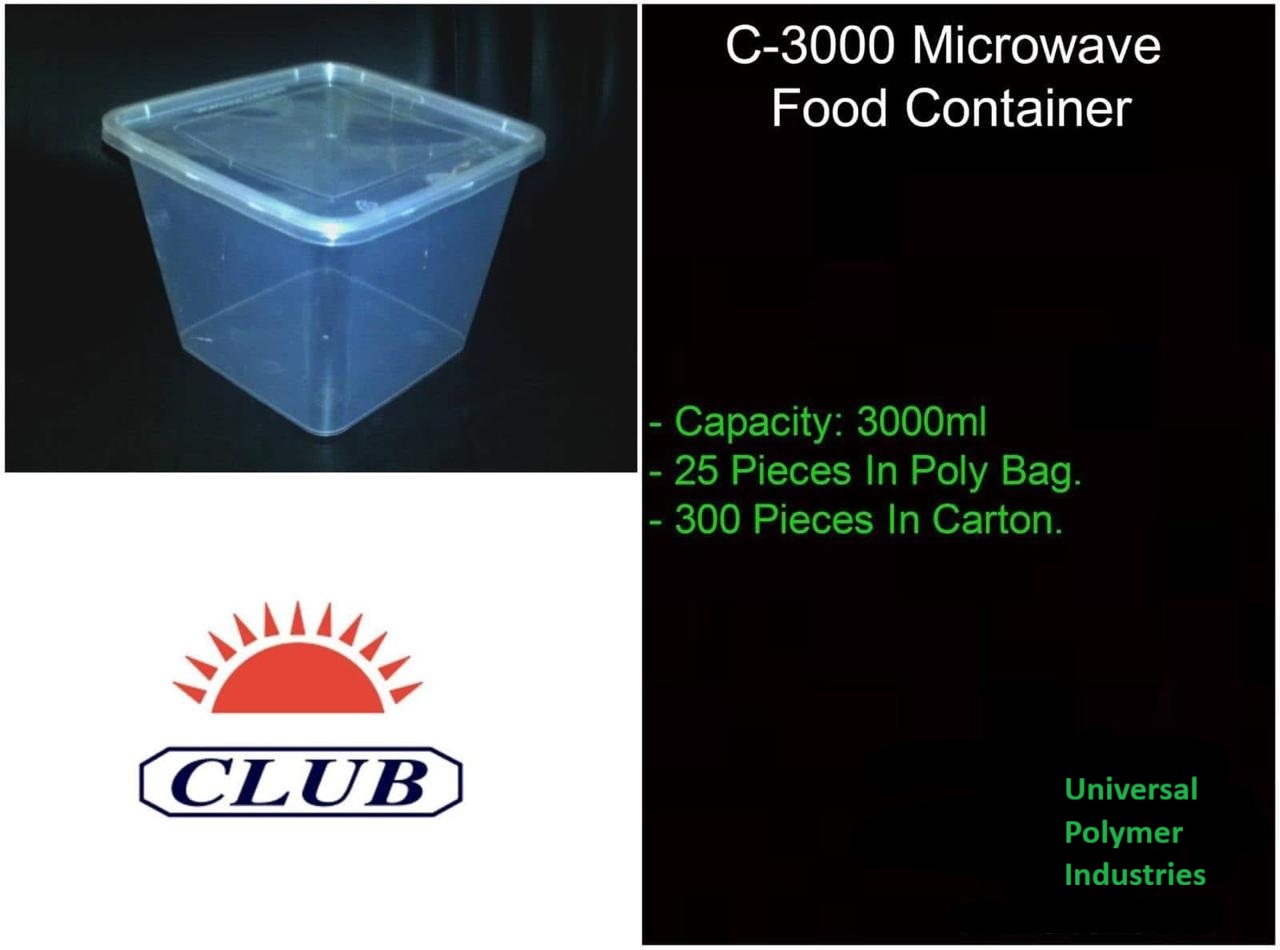 C-3000 Microwave
Food Container
- Capacity: 3000ml
- 25 Pieces In Poly Bag.
- 300 Pieces In Carton.
CLUB
Universal
Polymer
Industries